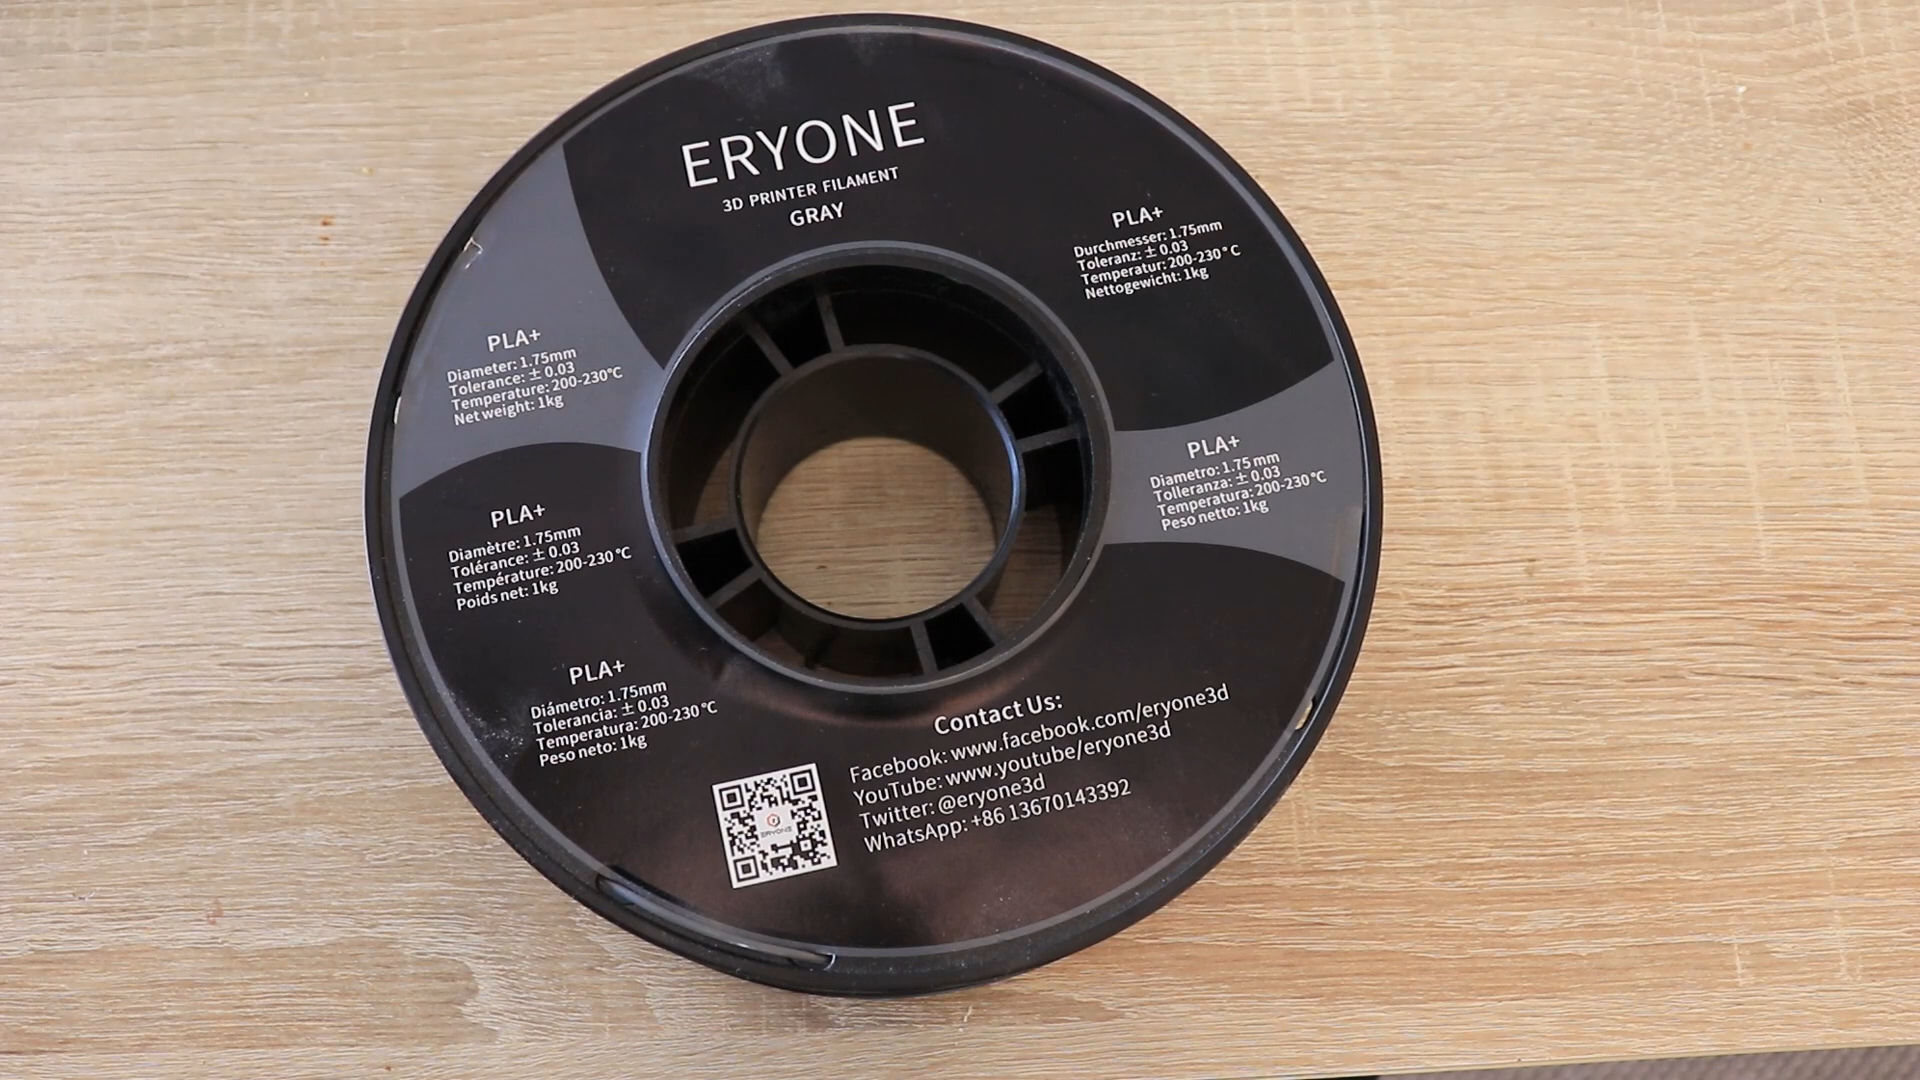 ERYONE
3D PRINTER FILAMENT
GRAY
PLA+
Durchmesser: 1.75mm
Toleranz: ± 0.03
Temperatur: 200-230°C
Nettogewicht: 1kg
PLA+
Diameter: 1.75mm
Tolerance: ± 0.03
Temperature: 200-230°C
Net weight: 1kg
PLA+
Diametro: 1.75 mm
Tolleranza: ± 0.03
Temperatura: 200-230°C
Peso netto: 1kg
PLA+
Diamètre: 1.75mm
Tolérance: ± 0.03
Température: 200-230°C
Poids net: 1kg
PLA+
Diámetro: 1.75mm
Tolerancia: ± 0.03
Temperatura: 200-230°C
Peso neto: 1kg
Contact Us:
Facebook: www.facebook.com/eryone3d
YouTube: www.youtube/eryone3d
Twitter: @eryone3d
WhatsApp: +86 13670143392
ERYONE